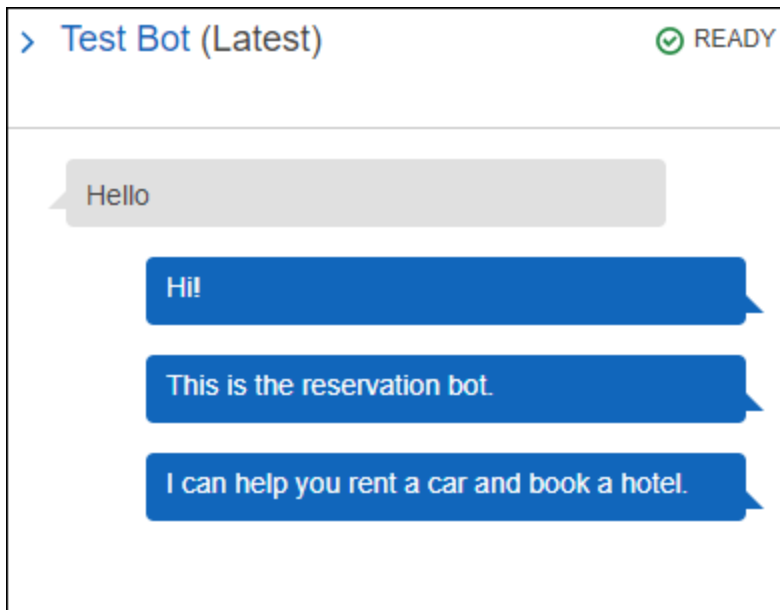 Test Bot (Latest)
READY
Hello
Hi!
This is the reservation bot.
I can help you rent a car and book a hotel.